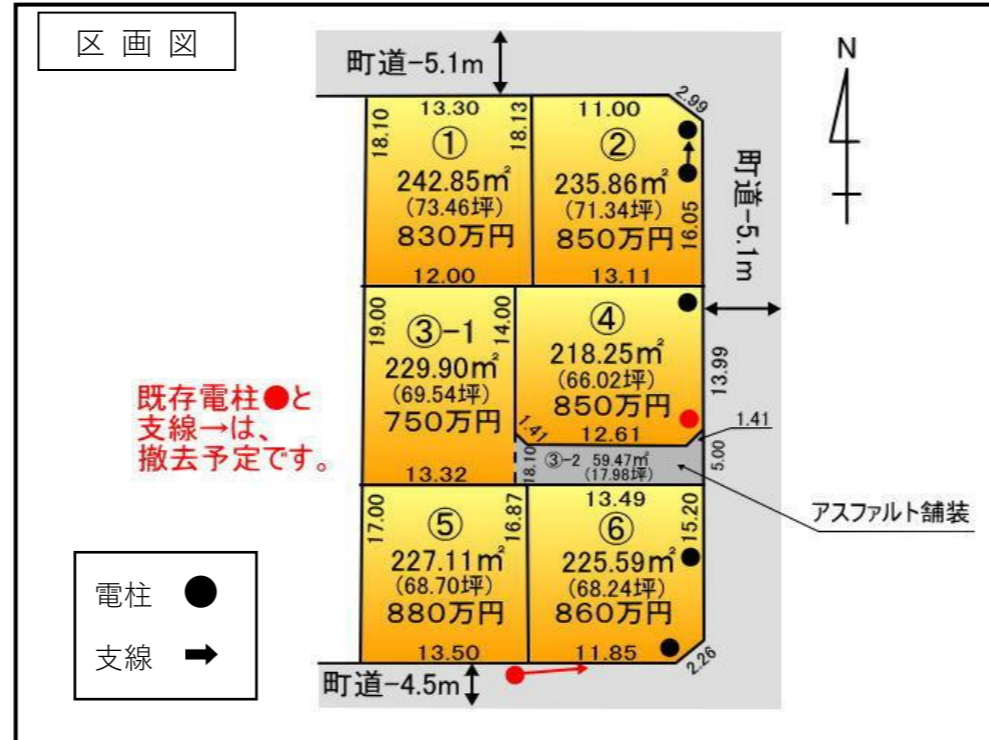 区画図
町道-5.1m
N
町道-5.1m
13.30
18.10
18.13
①
242.85㎡
(73.46坪)
830万円
12.00
11.00
2.99
②
235.86㎡
(71.34坪)
850万円
16.05
13.11
19.00
14.00
③-1
229.90㎡
(69.54坪)
750万円
13.32
④
218.25㎡
(66.02坪)
850万円
13.99
1.41
12.61
1.41
18.10
③-2 59.47㎡
(17.98坪)
5.00
アスファルト舗装
既存電柱●と
支線→は、
撤去予定です。
17.00
16.87
⑤
227.11㎡
(68.70坪)
880万円
13.50
13.49
15.20
⑥
225.59㎡
(68.24坪)
860万円
11.85
2.26
町道-4.5m
電柱 ●
支線 ➡